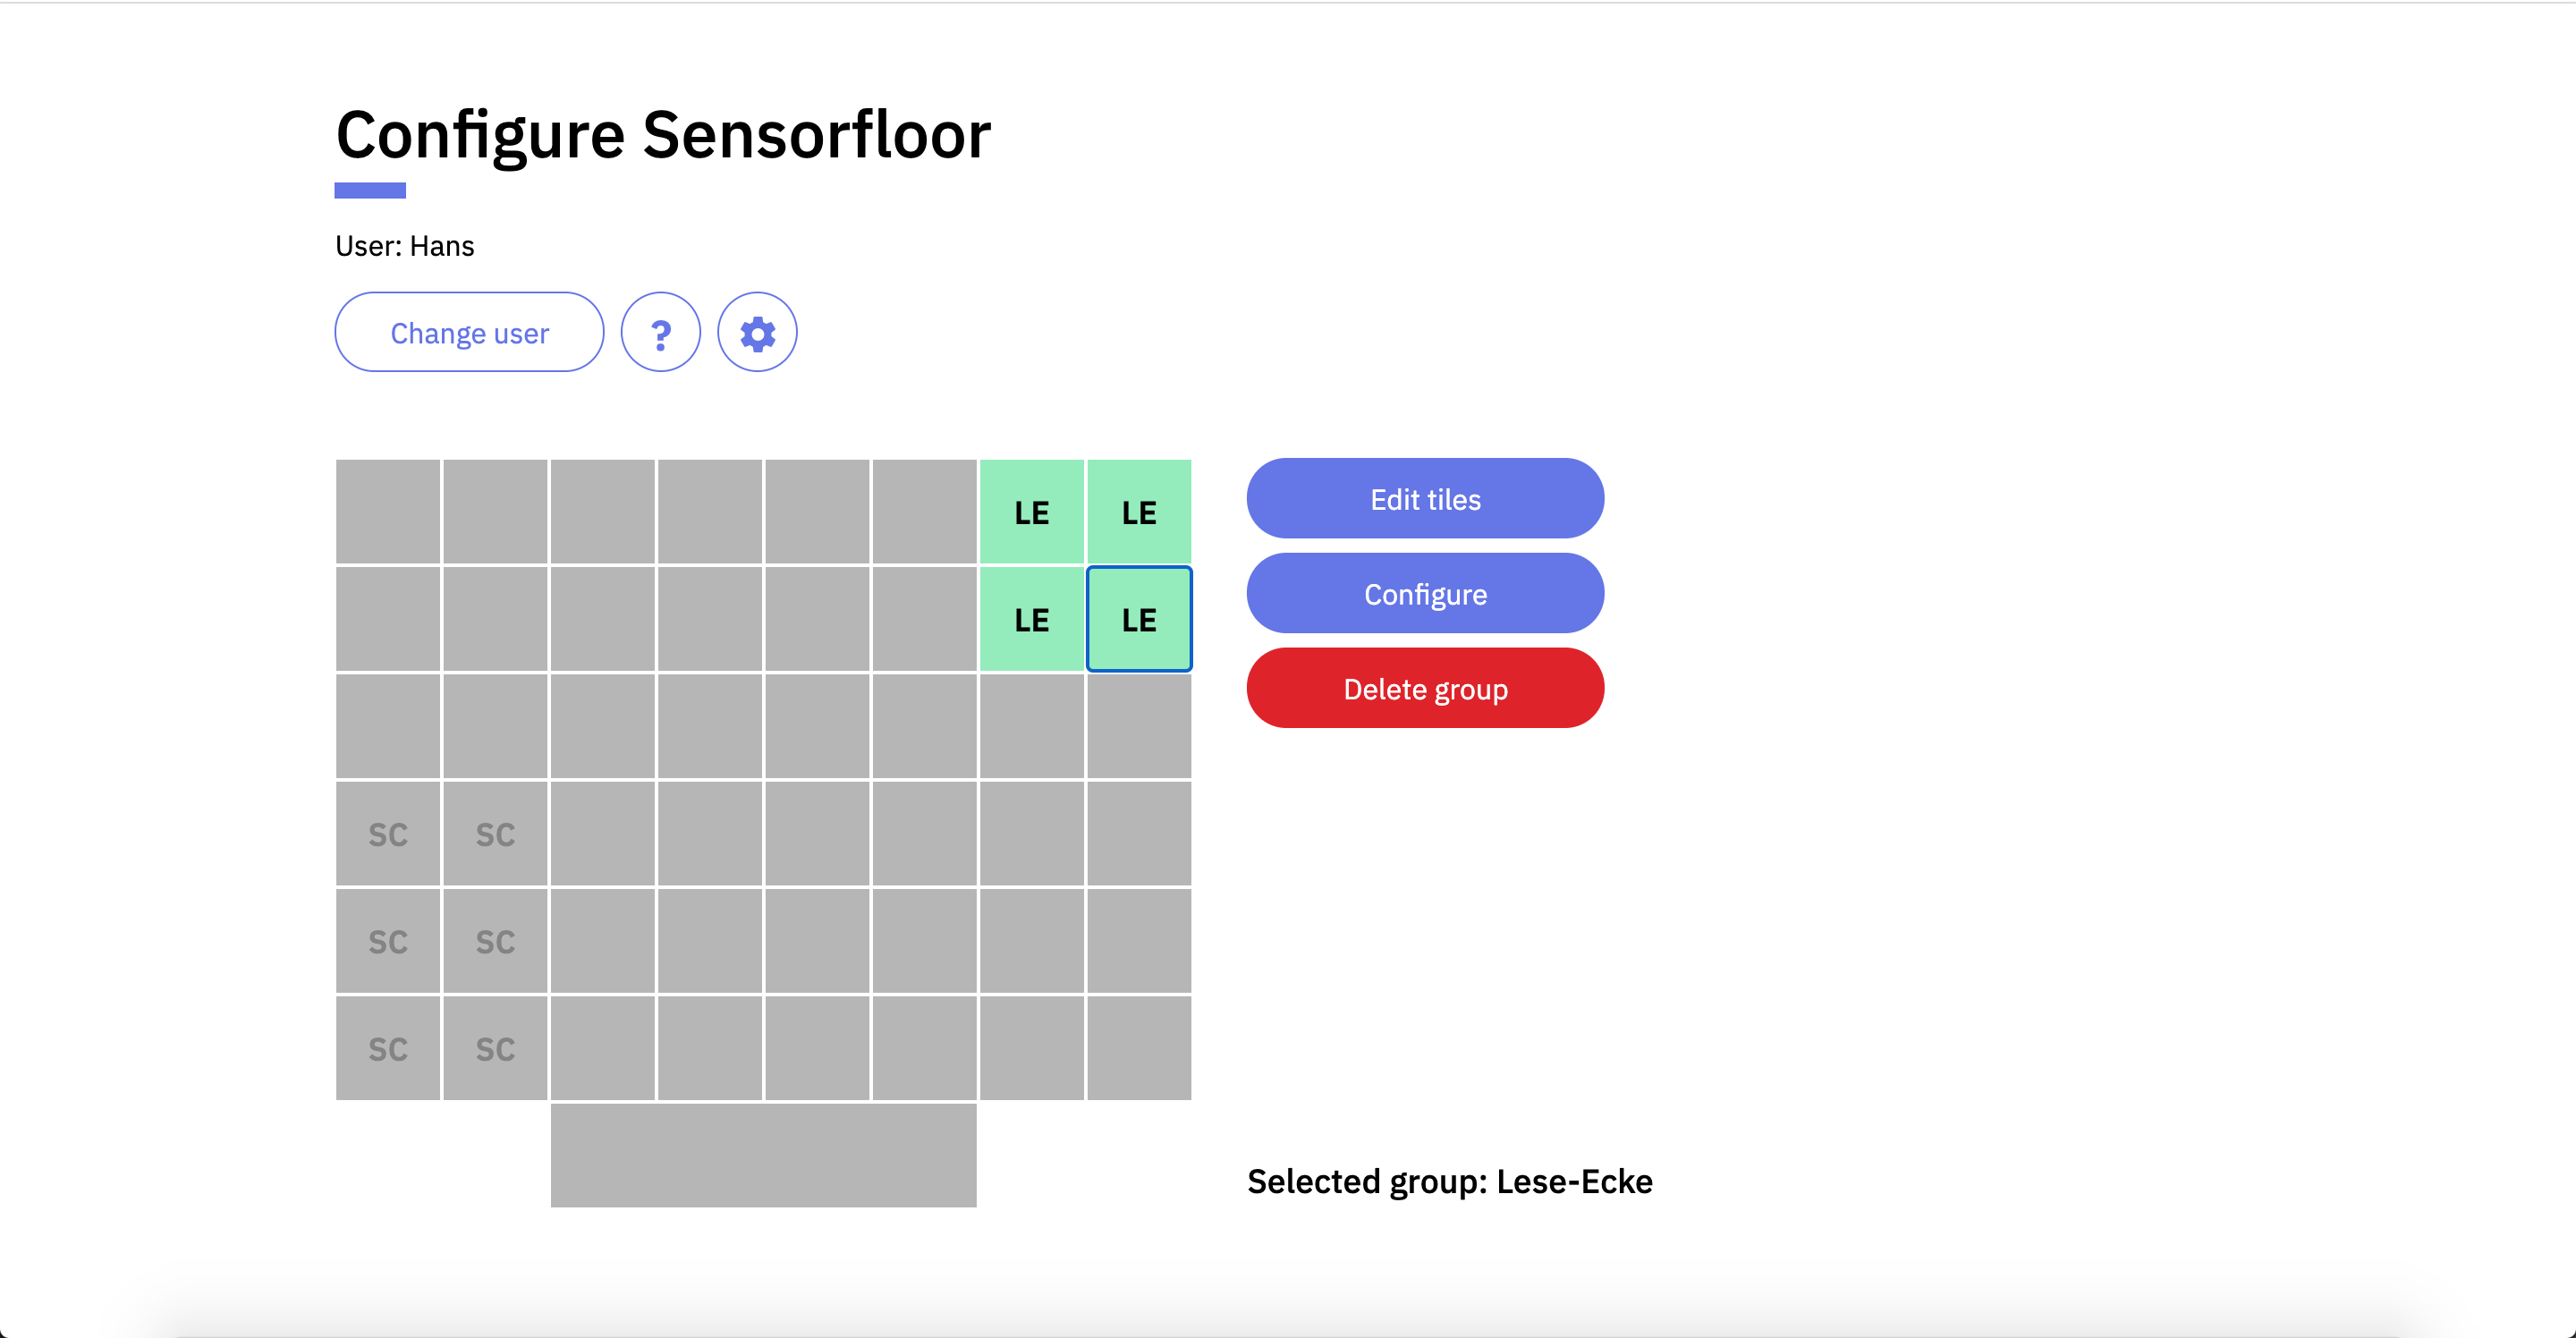 Configure Sensorfloor
User: Hans
Change user ?
LE LE
LE LE
SC SC
SC SC
SC SC
Edit tiles
Configure
Delete group
Selected group: Lese-Ecke